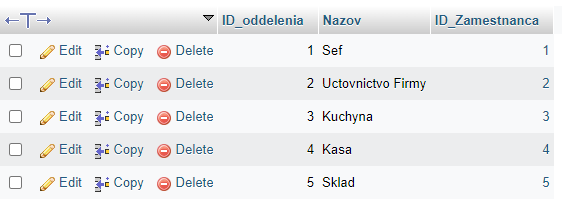 ID_oddelenia Nazov ID_Zamestnanca
Edit Copy Delete 1 Sef 1
Edit Copy Delete 2 Uctovnictvo Firmy 2
Edit Copy Delete 3 Kuchyna 3
Edit Copy Delete 4 Kasa 4
Edit Copy Delete 5 Sklad 5